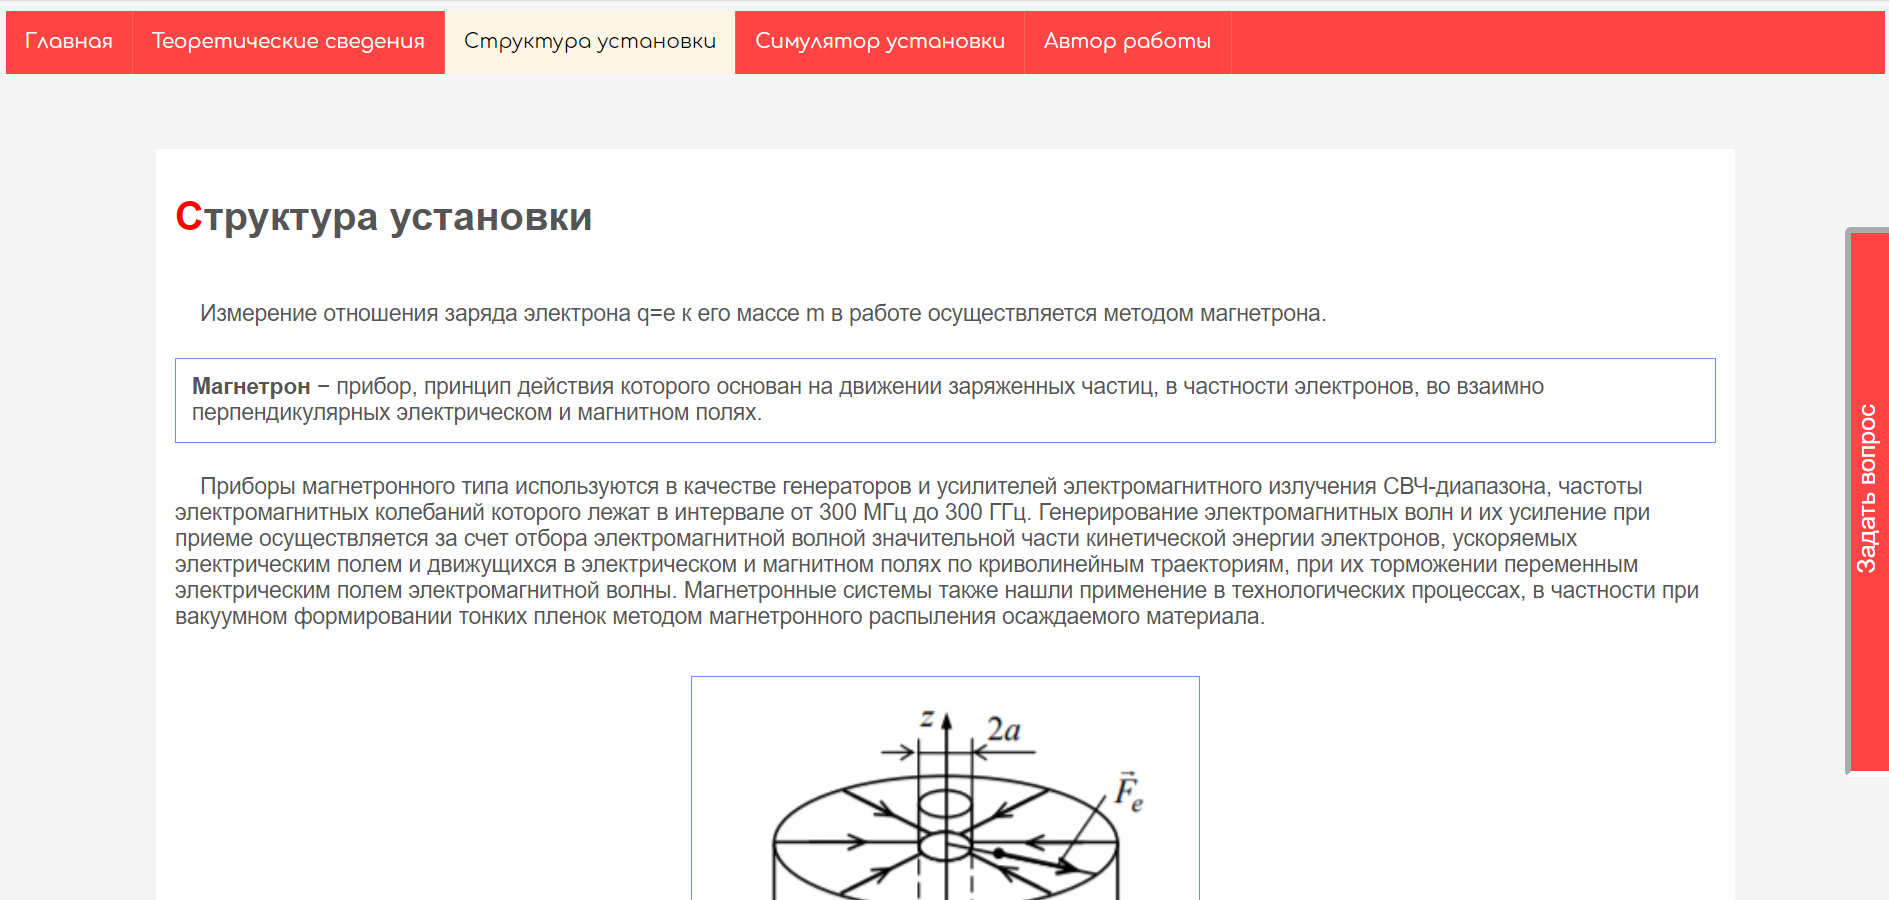 Главная Теоретические сведения Структура установки Симулятор установки Автор работы
Структура установки
Измерение отношения заряда электрона q=e к его массе m в работе осуществляется методом магнетрона.
Магнетрон − прибор, принцип действия которого основан на движении заряженных частиц, в частности электронов, во взаимно
перпендикулярных электрическом и магнитном полях.
Приборы магнетронного типа используются в качестве генераторов и усилителей электромагнитного излучения СВЧ-диапазона, частоты
электромагнитных колебаний которого лежат в интервале от 300 МГц до 300 ГГц. Генерирование электромагнитных волн и их усиление при
приеме осуществляется за счет отбора электромагнитной волной значительной части кинетической энергии электронов, ускоряемых
электрическим полем и движущихся в электрическом и магнитном полях по криволинейным траекториям, при их торможении переменным
электрическим полем электромагнитной волны. Магнетронные системы также нашли применение в технологических процессах, в частности при
вакуумном формировании тонких пленок методом магнетронного распыления осаждаемого материала.
z
2a
F⃗e
Задать вопрос